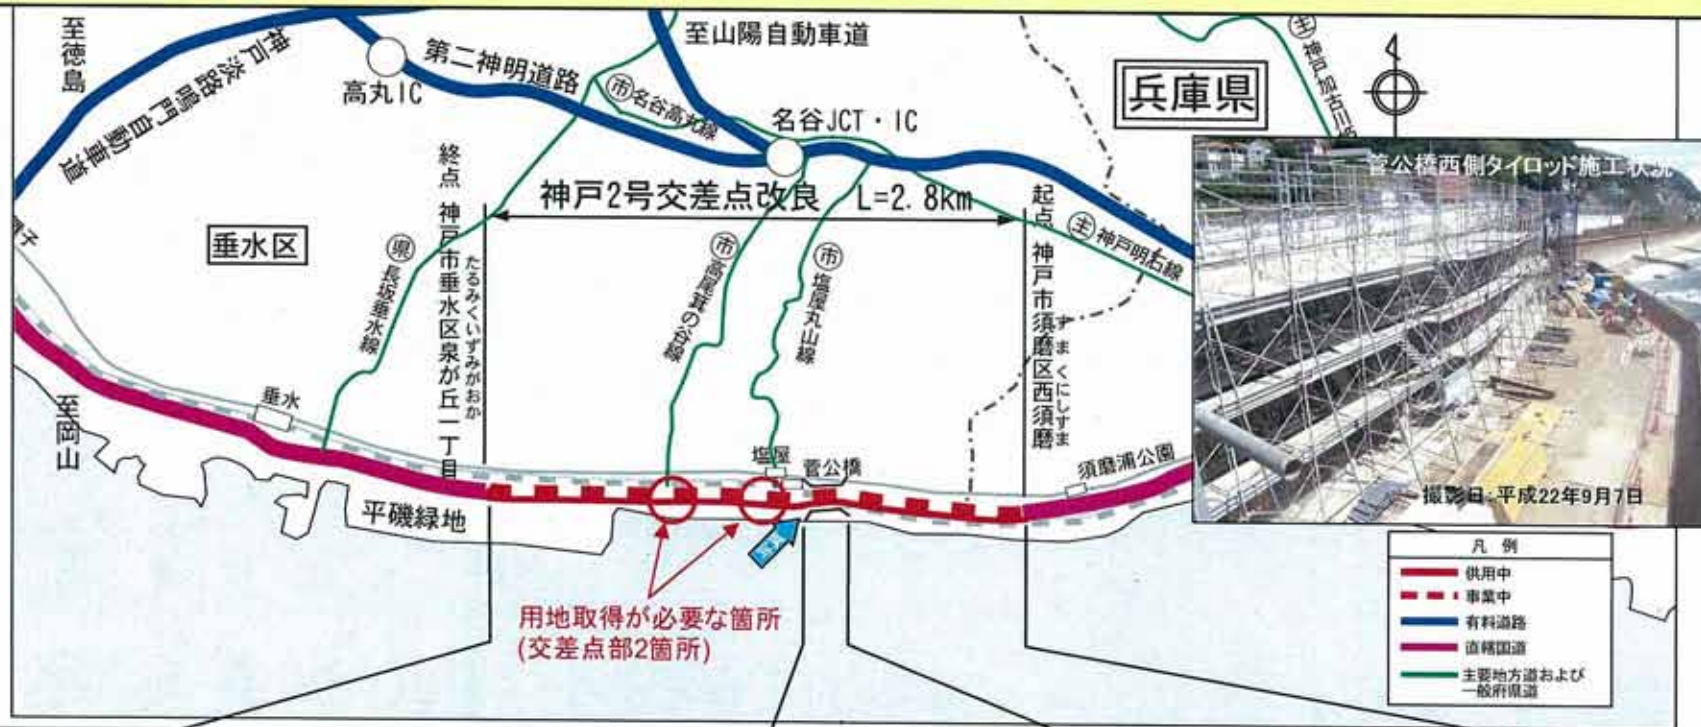 至徳島
神戸淡路鳴門自動車道
高丸IC
第二神明道路
至山陽自動車道
市 名谷高丸線
名谷JCT・IC
兵庫県
垂水区
終点 神戸市垂水区泉が丘一丁目
たるみくいずみがおか
神戸2号交差点改良 L=2.8km
起点 神戸市須磨区西須磨
すまくにしすま
主 神戸明石線
県 長坂垂水線
市 高尾箕の谷線
市 塩屋丸山線
至岡山
垂水
平磯緑地
塩屋
菅公橋
須磨浦公園
用地取得が必要な箇所
(交差点部2箇所)
菅公橋西側タイロッド施工状況
撮影日:平成22年9月7日
凡例
供用中
事業中
有料道路
直轄国道
主要地方道および
一般府県道